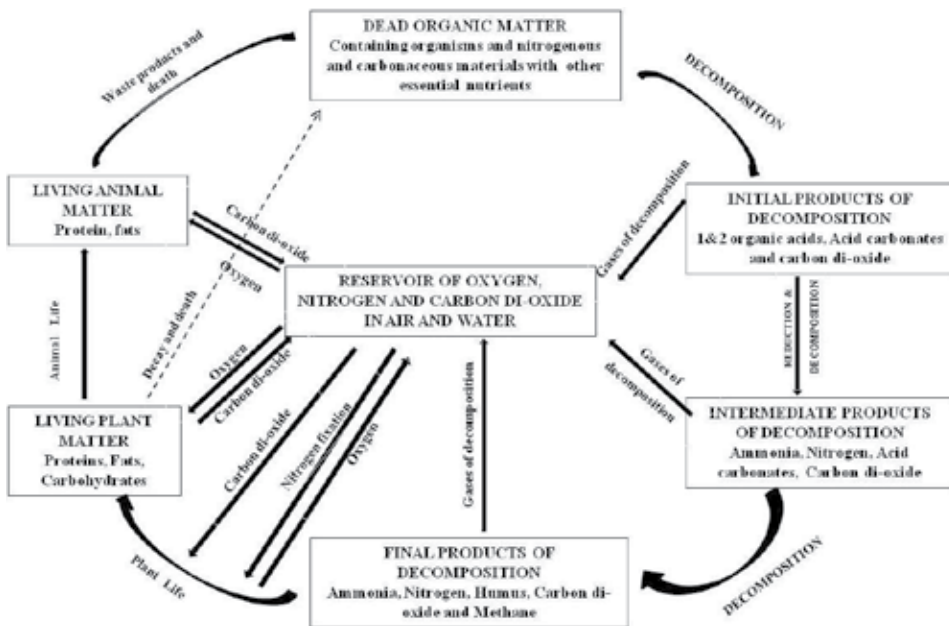 DEAD ORGANIC MATTER
Containing organisms and nitrogenous
and carbonaceous materials with other
essential nutrients
Waste products and
death
DECOMPOSITION
LIVING ANIMAL
MATTER
Protein, fats
Carbon di-oxide
Oxygen
Gases of decomposition
INITIAL PRODUCTS OF
DECOMPOSITION
1&2 organic acids, Acid carbonates
and carbon di-oxide
RESERVOIR OF OXYGEN,
NITROGEN AND CARBON DI-OXIDE
IN AIR AND WATER
REDUCTION &
DECOMPOSITION
Animal Life
Decay and death
Oxygen
Carbon di-oxide
Gases of
decomposition
LIVING PLANT
MATTER
Proteins, Fats,
Carbohydrates
Carbon di-oxide
Nitrogen fixation
Oxygen
Gases of decomposition
INTERMEDIATE PRODUCTS
OF DECOMPOSITION
Ammonia, Nitrogen, Acid
carbonates, Carbon di-oxide
Plant Life
FINAL PRODUCTS OF
DECOMPOSITION
Ammonia, Nitrogen, Humus, Carbon di-
oxide and Methane
DECOMPOSITION